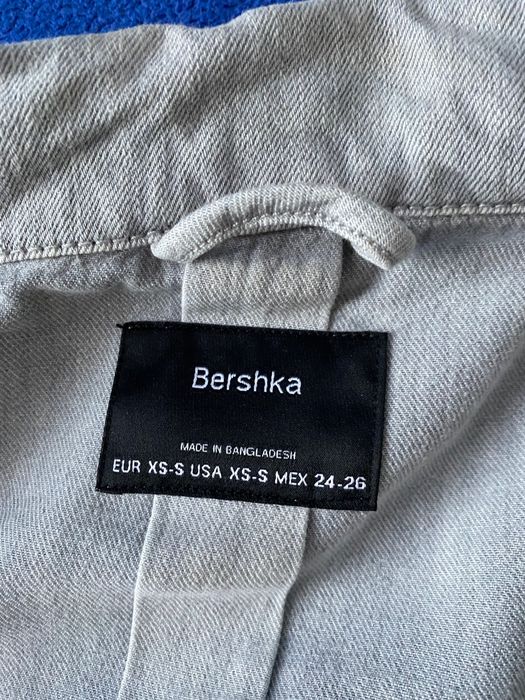 Bershka
MADE IN BANGLADESH
EUR XS-S USA XS-S MEX 24-26